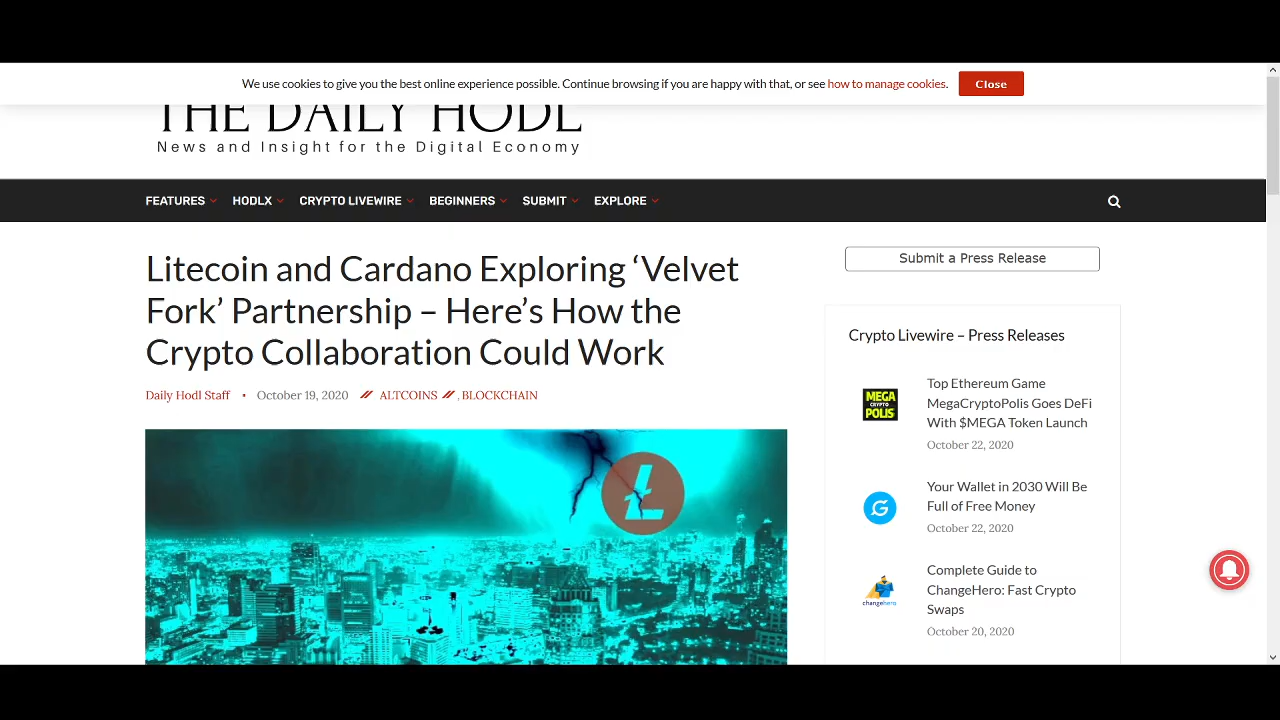 We use cookies to give you the best online experience possible. Continue browsing if you are happy with that, or see how to manage cookies. Close
THE DAILY HODL
News and Insight for the Digital Economy
FEATURES HODLX CRYPTO LIVEWIRE BEGINNERS SUBMIT EXPLORE
Litecoin and Cardano Exploring ‘Velvet
Fork’ Partnership – Here’s How the
Crypto Collaboration Could Work
Daily Hodl Staff • October 19, 2020 // ALTCOINS // , BLOCKCHAIN
Submit a Press Release
Crypto Livewire – Press Releases
MEGA
CRYPTO
POLIS
Top Ethereum Game
MegaCryptoPolis Goes DeFi
With $MEGA Token Launch
October 22, 2020
Your Wallet in 2030 Will Be
Full of Free Money
October 22, 2020
changehero
Complete Guide to
ChangeHero: Fast Crypto
Swaps
October 20, 2020